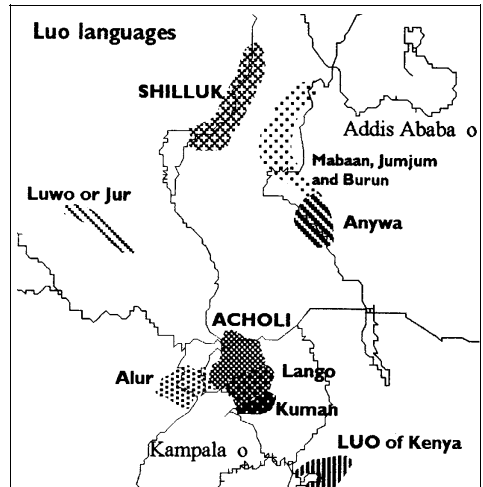 Luo languages
SHILLUK
Addis Ababa o
Mabaan, Jumjum
and Burun
Luwo or Jur
Anywa
ACHOLI
Alur
Lango
Kumah
Kampala o
LUO of Kenya